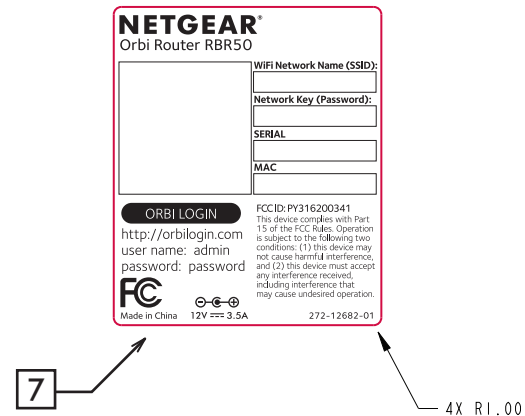 NETGEAR®
Orbi Router RBR50
WiFi Network Name (SSID):
Network Key (Password):
SERIAL
MAC
ORBI LOGIN
http://orbilogin.com
user name: admin
password: password
FCC ID: PY316200341
This device complies with Part
15 of the FCC Rules. Operation
is subject to the following two
conditions: (1) this device may
not cause harmful interference,
and (2) this device must accept
any interference received,
including interference that
may cause undesired operation.
FC
Made in China
12V ⎓ 3.5A
272-12682-01
7
4X R1.00